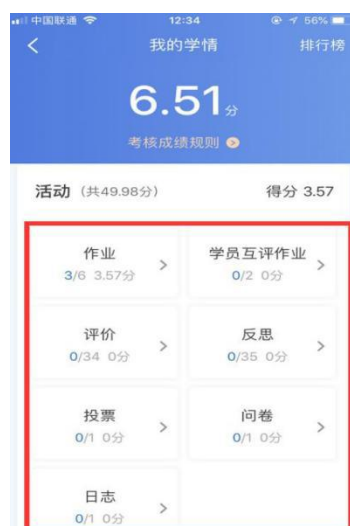 中国联通 12:34 56%
我的学情 排行榜
6.51分
考核成绩规则
活动 (共49.98分) 得分 3.57
作业 学员互评作业
3/6 3.57分 0/2 0分
评价 反思
0/34 0分 0/35 0分
投票 问卷
0/1 0分 0/1 0分
日志
0/1 0分